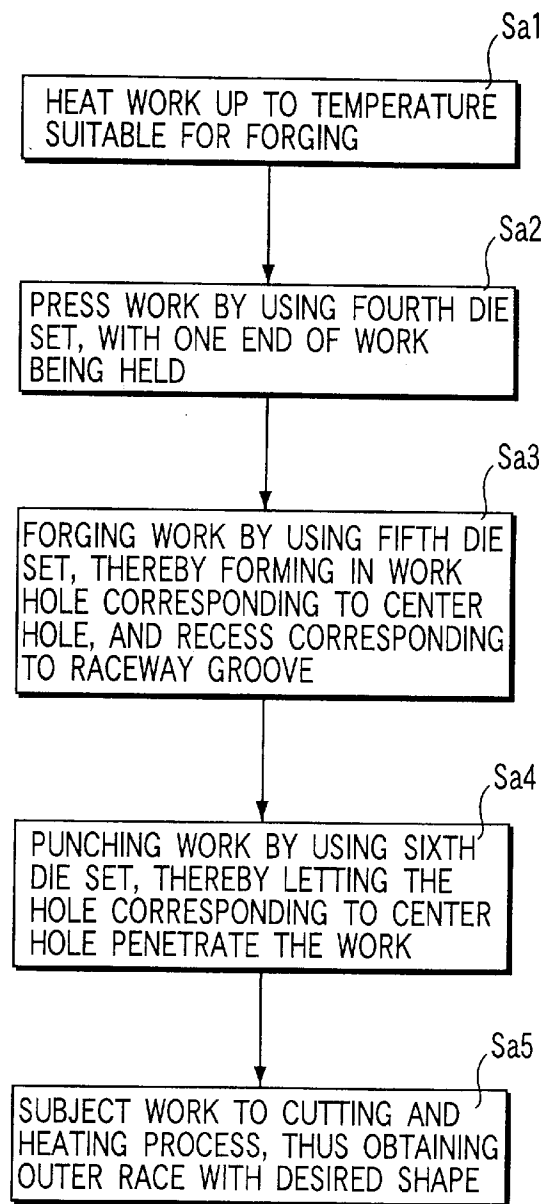 Sa1
HEAT WORK UP TO TEMPERATURE
SUITABLE FOR FORGING
Sa2
PRESS WORK BY USING FOURTH DIE
SET, WITH ONE END OF WORK
BEING HELD
Sa3
FORGING WORK BY USING FIFTH DIE
SET, THEREBY FORMING IN WORK
HOLE CORRESPONDING TO CENTER
HOLE, AND RECESS CORRESPONDING
TO RACEWAY GROOVE
Sa4
PUNCHING WORK BY USING SIXTH
DIE SET, THEREBY LETTING THE
HOLE CORRESPONDING TO CENTER
HOLE PENETRATE THE WORK
Sa5
SUBJECT WORK TO CUTTING AND
HEATING PROCESS, THUS OBTAINING
OUTER RACE WITH DESIRED SHAPE